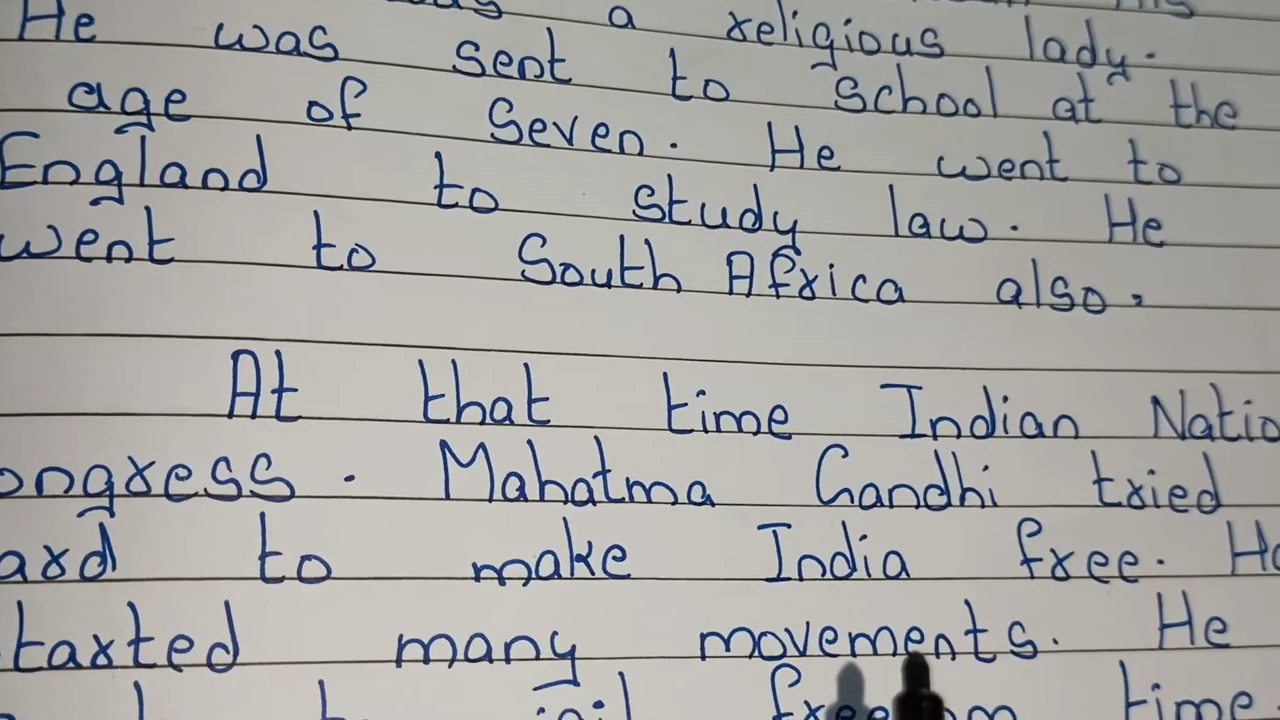 a religious lady.
He was sent to school at the
age of Seven. He went to
England to study law. He
went to South Africa also.
At that time Indian Natio
ongress. Mahatma Gandhi tried
ard to make India free. He
tarted many movements. He
time